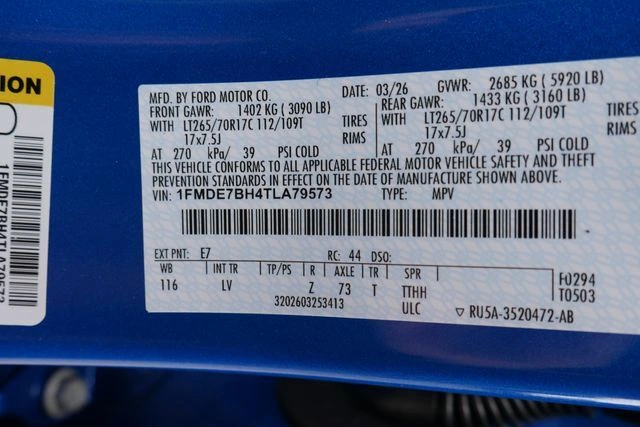 ION
1FMDE7BH4TLA79573
MFD. BY FORD MOTOR CO. DATE: 03/26 GVWR: 2685 KG ( 5920 LB)
FRONT GAWR: 1402 KG ( 3090 LB) REAR GAWR: 1433 KG ( 3160 LB)
WITH LT265/70R17C 112/109T TIRES WITH LT265/70R17C 112/109T TIRES
17x7.5J RIMS 17x7.5J RIMS
AT 270 kPa/ 39 PSI COLD AT 270 kPa/ 39 PSI COLD
THIS VEHICLE CONFORMS TO ALL APPLICABLE FEDERAL MOTOR VEHICLE SAFETY AND THEFT
PREVENTION STANDARDS IN EFFECT ON THE DATE OF MANUFACTURE SHOWN ABOVE.
VIN: 1FMDE7BH4TLA79573 TYPE: MPV
EXT PNT: E7 RC: 44 DSO:
WB INT TR TP/PS R AXLE TR SPR F0294
116 LV Z 73 T TTHH T0503
3202603253413 ULC ▽ RU5A-3520472-AB